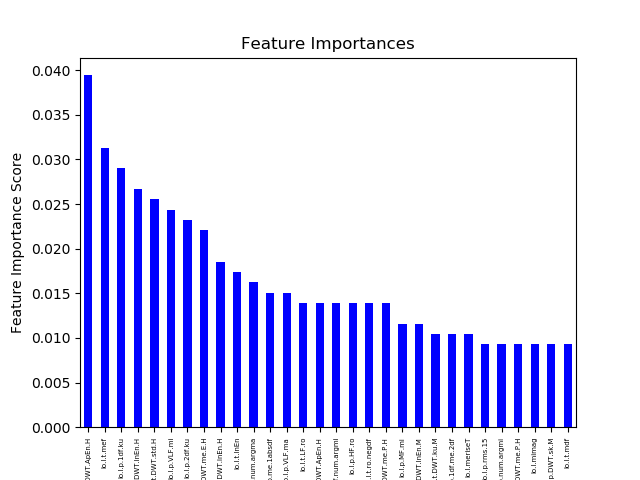 Feature Importances
Feature Importance Score
0.040
0.035
0.030
0.025
0.020
0.015
0.010
0.005
0.000
DWT.ApEn.H
lo.l.t.mef
lo.l.p.1df.ku
DWT.lnEn.H
t.DWT.std.H
lo.l.p.VLF.mi
lo.l.p.2df.ku
DWT.me.E.H
DWT.lnEn.H
lo.l.t.lnEn
.num.argma
o.me.1absdf
lo.l.p.VLF.ma
lo.l.t.LF.ro
DWT.ApEn.H
.num.argmi
lo.l.p.HF.ro
.l.t.ro.negdf
DWT.me.P.H
lo.l.p.MF.mi
DWT.lnEn.M
t.DWT.ku.M
.1df.me.2df
lo.l.meriseT
lo.l.p.rms.15
.num.argmi
DWT.me.P.H
lo.l.mimag
p.DWT.sk.M
lo.l.t.mdf